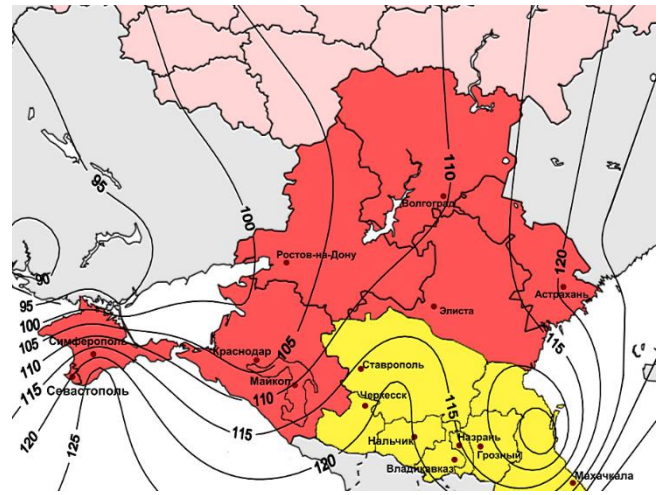 95
110
100
Волгоград
120
Ростов-на-Дону
90
Астрахань
95
Элиста
100
115
105
Симферополь
Краснодар
105
110
Майкоп
Ставрополь
115
Севастополь
110
Черкесск
115
120
115
Нальчик
Назрань
125
120
Грозный
Владикавказ
Махачкала